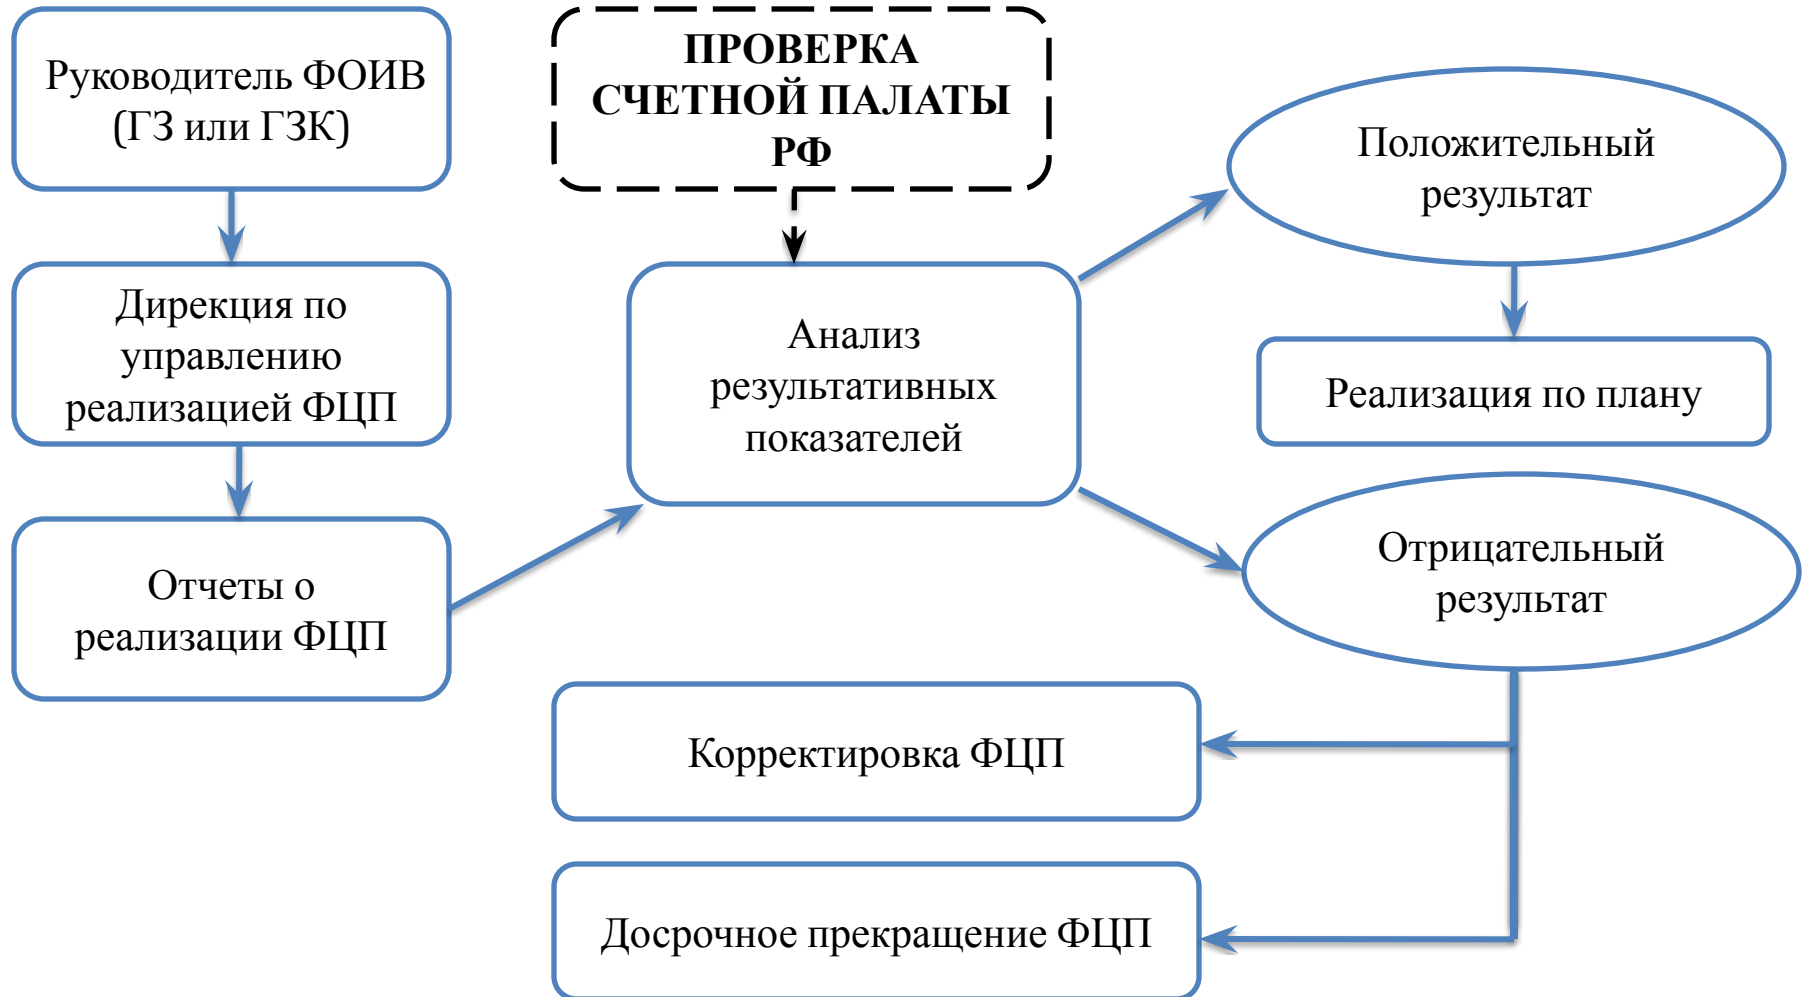 Руководитель ФОИВ
(ГЗ или ГЗК)
Дирекция по
управлению
реализацией ФЦП
Отчеты о
реализации ФЦП
ПРОВЕРКА
СЧЕТНОЙ ПАЛАТЫ
РФ
Анализ
результативных
показателей
Положительный
результат
Реализация по плану
Отрицательный
результат
Корректировка ФЦП
Досрочное прекращение ФЦП